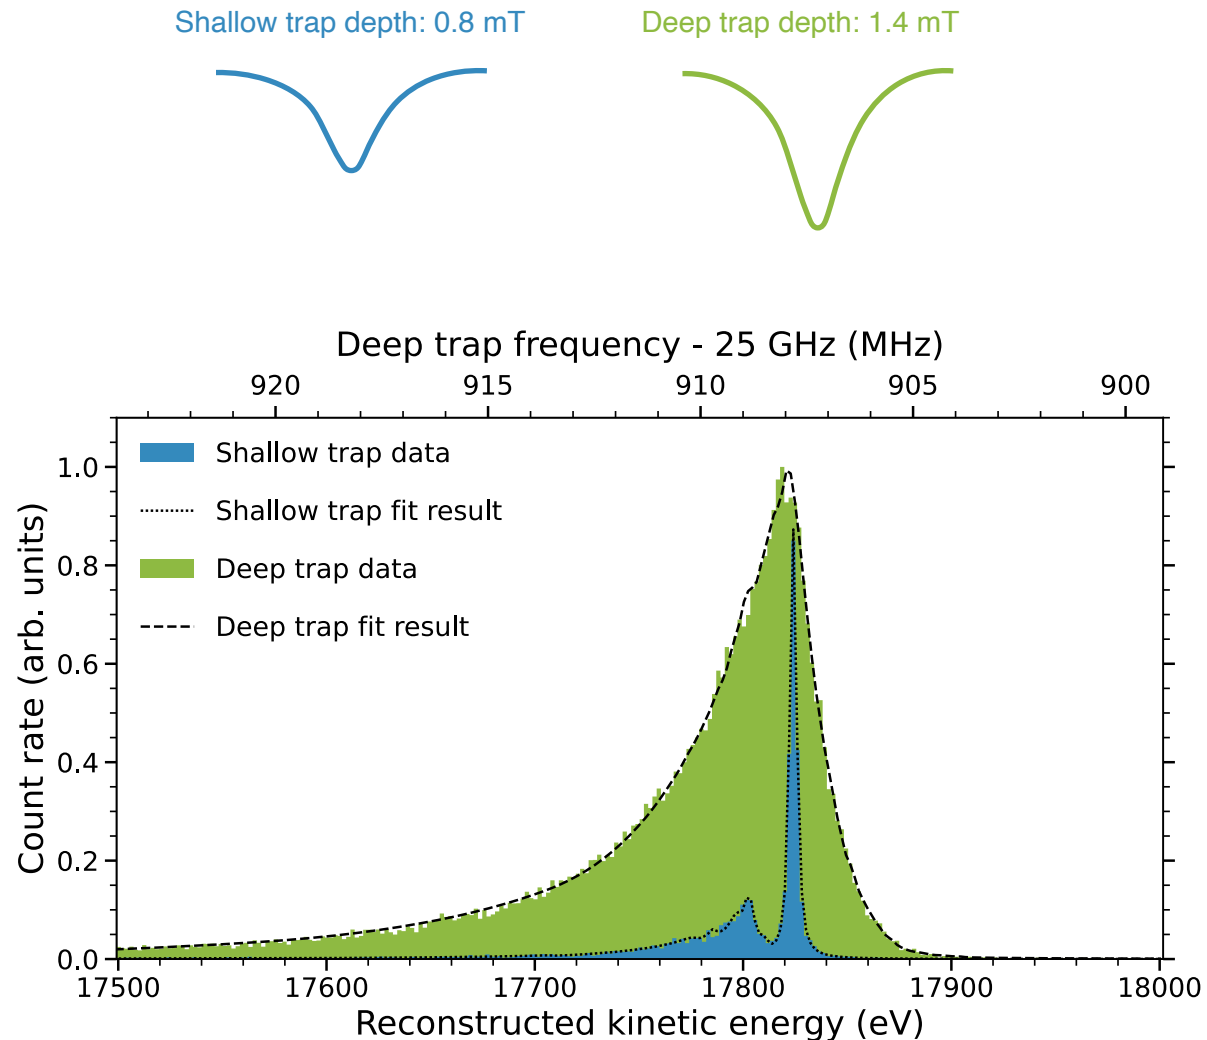 Shallow trap depth: 0.8 mT
Deep trap depth: 1.4 mT
Deep trap frequency - 25 GHz (MHz)
920 915 910 905 900
Shallow trap data
Shallow trap fit result
Deep trap data
Deep trap fit result
Count rate (arb. units)
1.0
0.8
0.6
0.4
0.2
0.0
17500 17600 17700 17800 17900 18000
Reconstructed kinetic energy (eV)